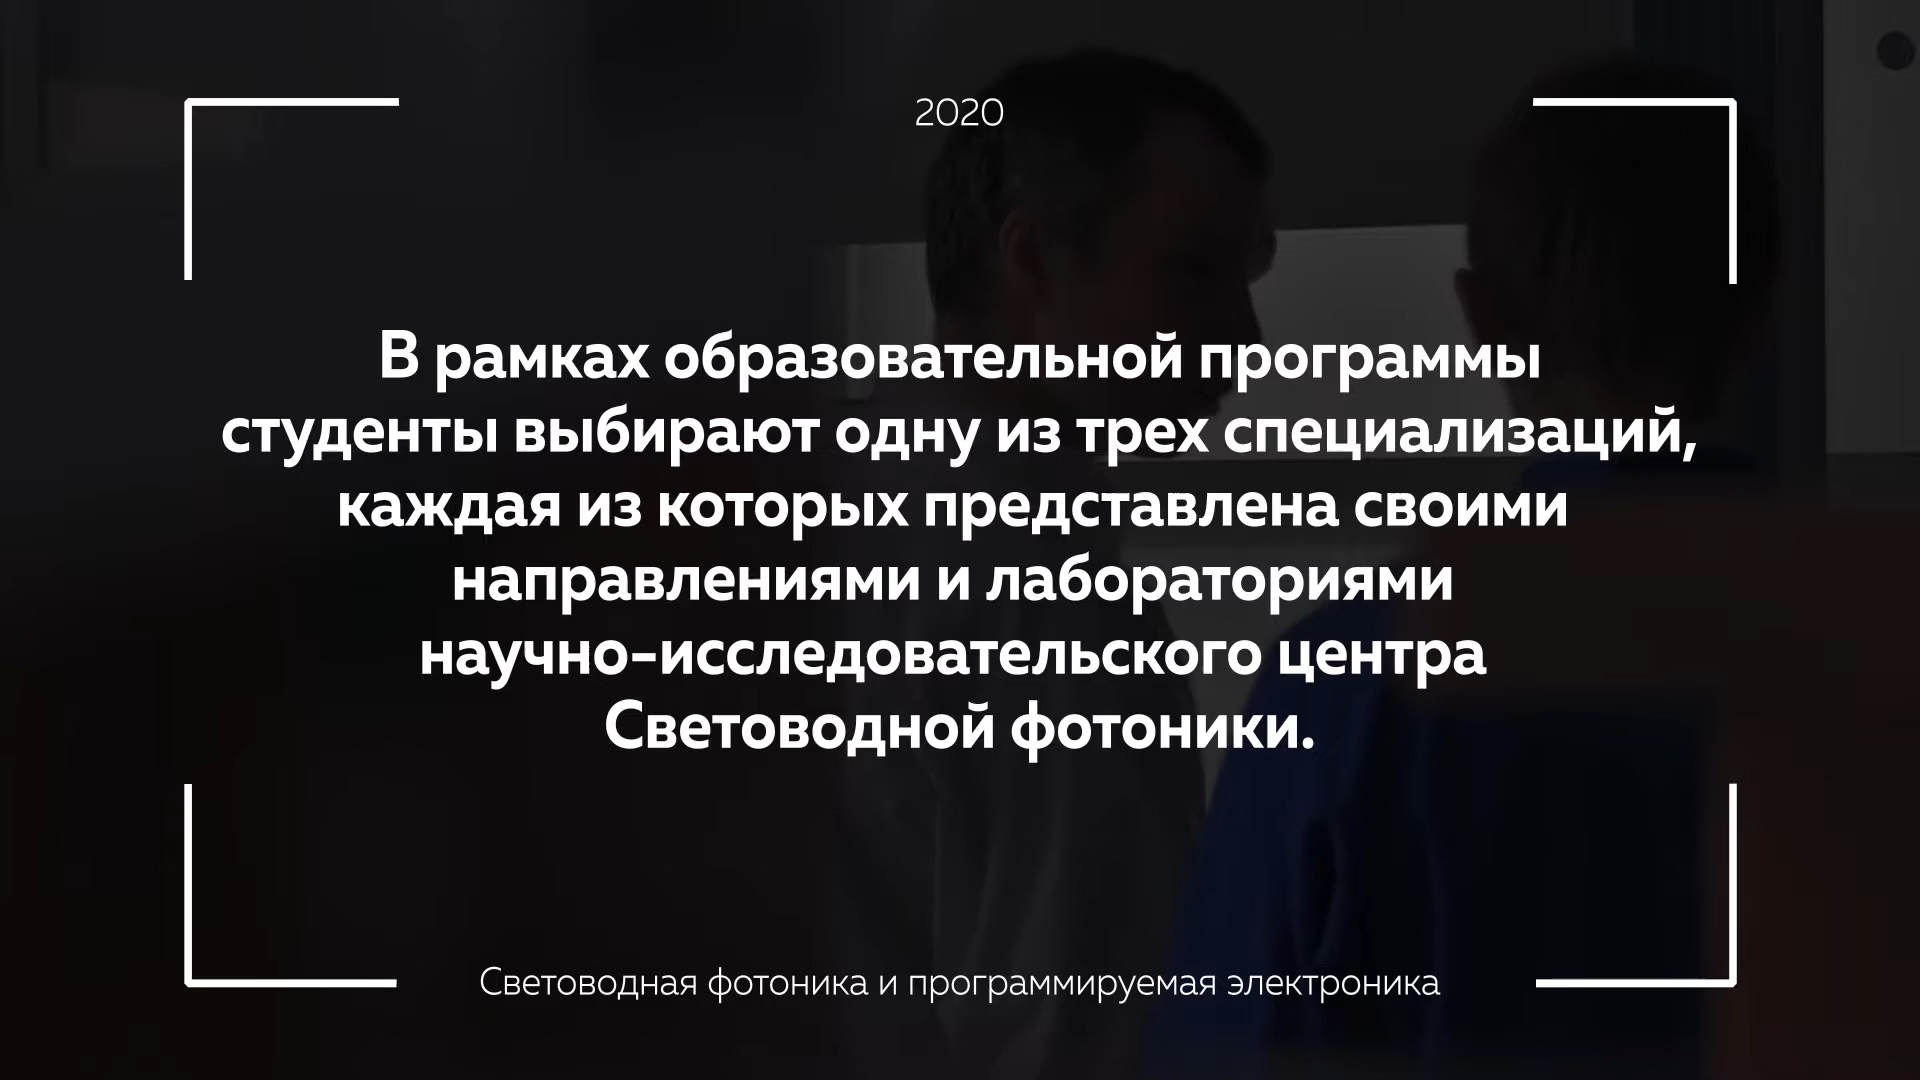 2020
В рамках образовательной программы
студенты выбирают одну из трех специализаций,
каждая из которых представлена своими
направлениями и лабораториями
научно-исследовательского центра
Световодной фотоники.
Световодная фотоника и программируемая электроника